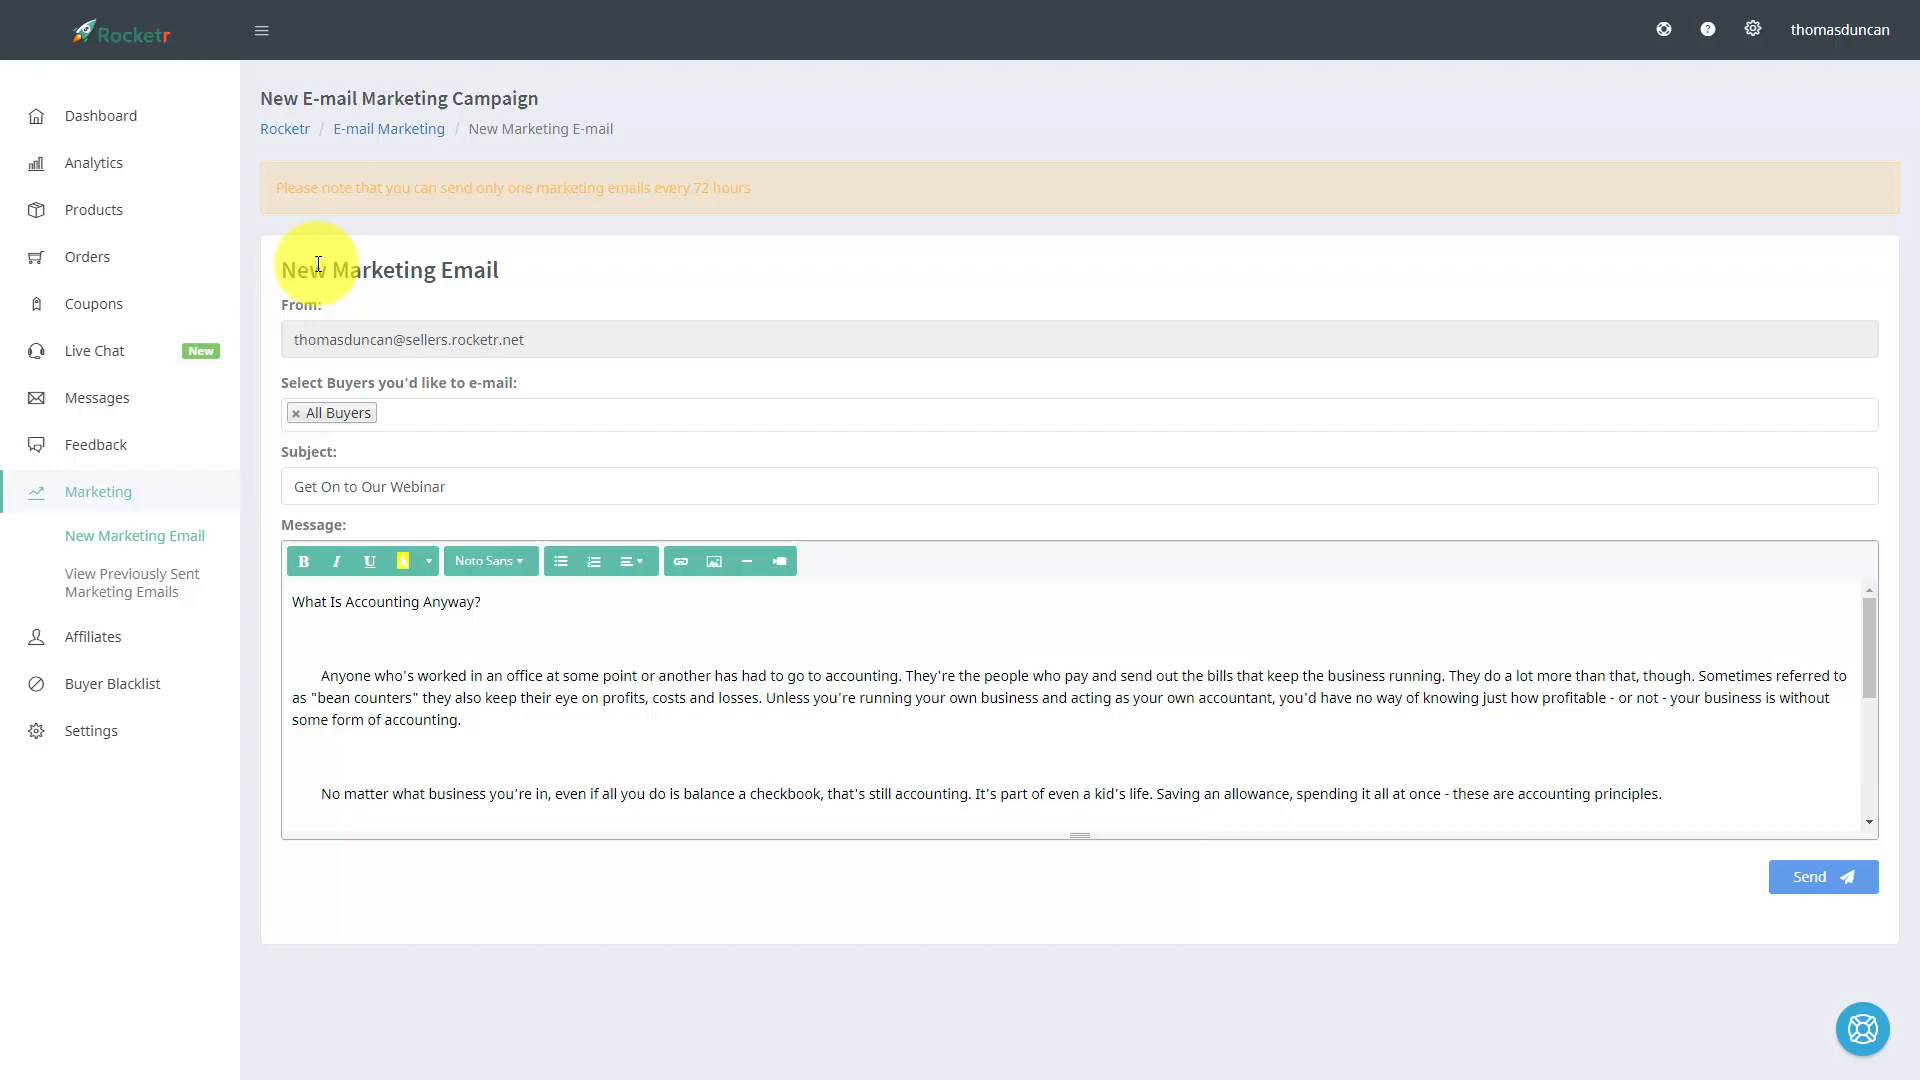 Rocketr
thomasduncan
Dashboard
Analytics
Products
Orders
Coupons
Live Chat New
Messages
Feedback
Marketing
New Marketing Email
View Previously Sent
Marketing Emails
Affiliates
Buyer Blacklist
Settings
New E-mail Marketing Campaign
Rocketr / E-mail Marketing / New Marketing E-mail
Please note that you can send only one marketing emails every 72 hours
New Marketing Email
From:
thomasduncan@sellers.rocketr.net
Select Buyers you'd like to e-mail:
× All Buyers
Subject:
Get On to Our Webinar
Message:
B I U A Noto Sans
What Is Accounting Anyway?
Anyone who's worked in an office at some point or another has had to go to accounting. They're the people who pay and send out the bills that keep the business running. They do a lot more than that, though. Sometimes referred to
as "bean counters" they also keep their eye on profits, costs and losses. Unless you're running your own business and acting as your own accountant, you'd have no way of knowing just how profitable - or not - your business is without
some form of accounting.
No matter what business you're in, even if all you do is balance a checkbook, that's still accounting. It's part of even a kid's life. Saving an allowance, spending it all at once - these are accounting principles.
Send